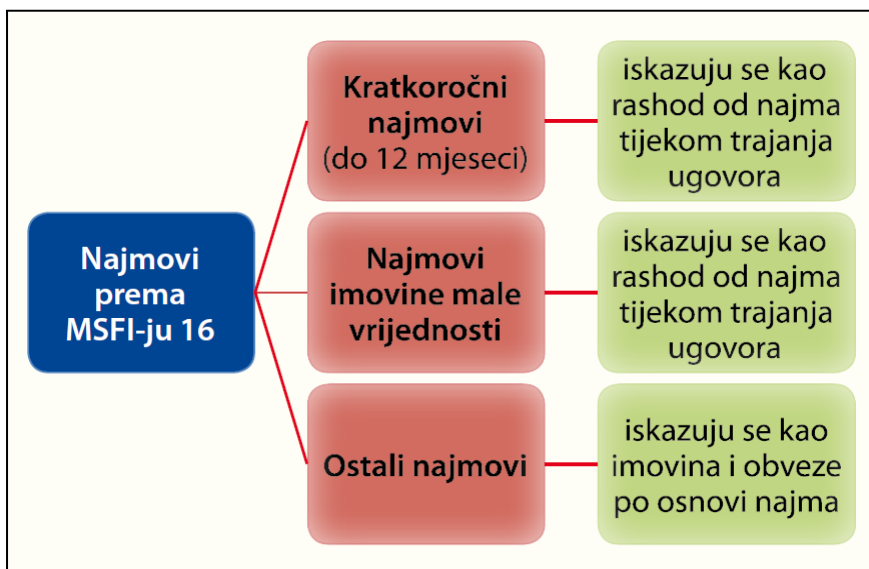 Najmovi
prema
MSFI-ju 16
Kratkoročni
najmovi
(do 12 mjeseci)
iskazuju se kao
rashod od najma
tijekom trajanja
ugovora
Najmovi
imovine male
vrijednosti
iskazuju se kao
rashod od najma
tijekom trajanja
ugovora
Ostali najmovi
iskazuju se kao
imovina i obveze
po osnovi najma